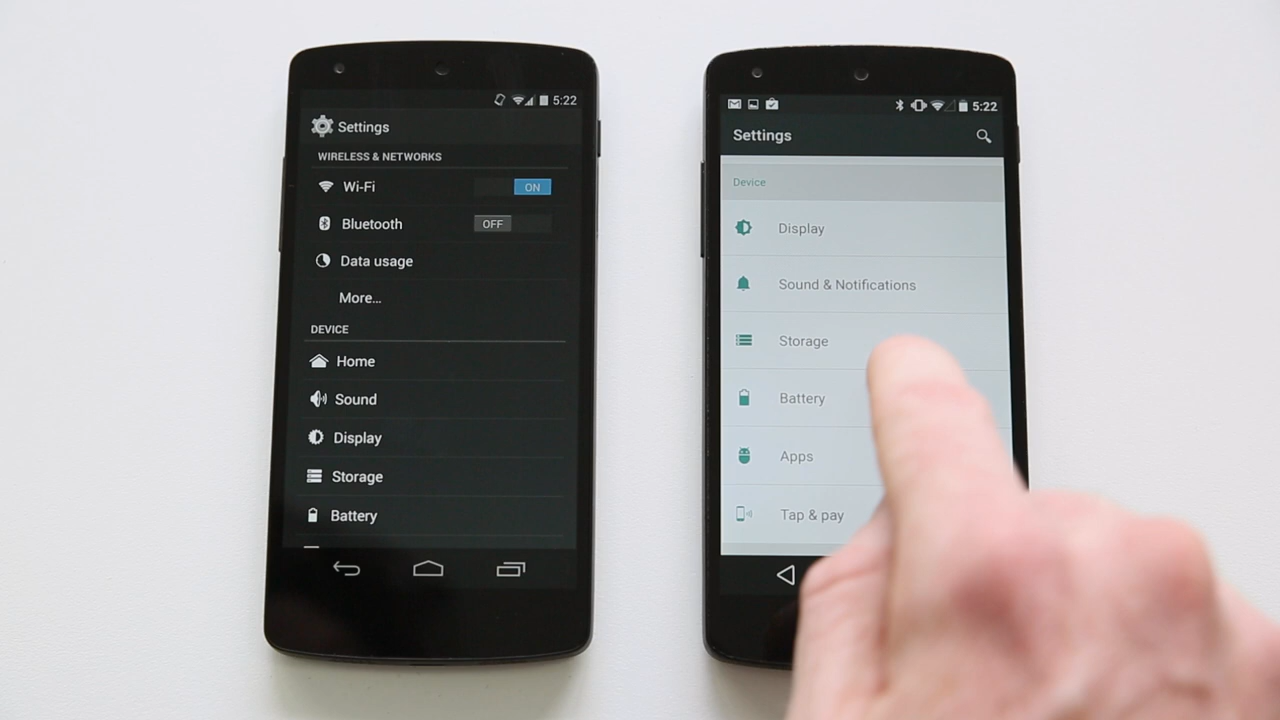 5:22
Settings
WIRELESS & NETWORKS
Wi-Fi ON
Bluetooth OFF
Data usage
More...
DEVICE
Home
Sound
Display
Storage
Battery
5:22
Settings
Device
Display
Sound & Notifications
Storage
Battery
Apps
Tap & pay